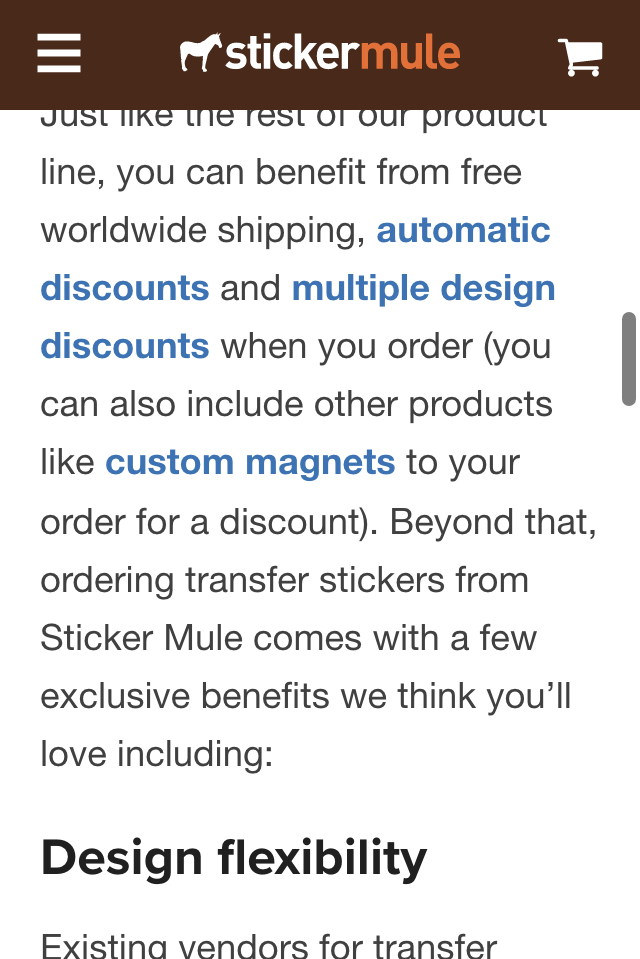 stickermule
Just like the rest of our product
line, you can benefit from free
worldwide shipping, automatic
discounts and multiple design
discounts when you order (you
can also include other products
like custom magnets to your
order for a discount). Beyond that,
ordering transfer stickers from
Sticker Mule comes with a few
exclusive benefits we think you’ll
love including:
Design flexibility
Existing vendors for transfer